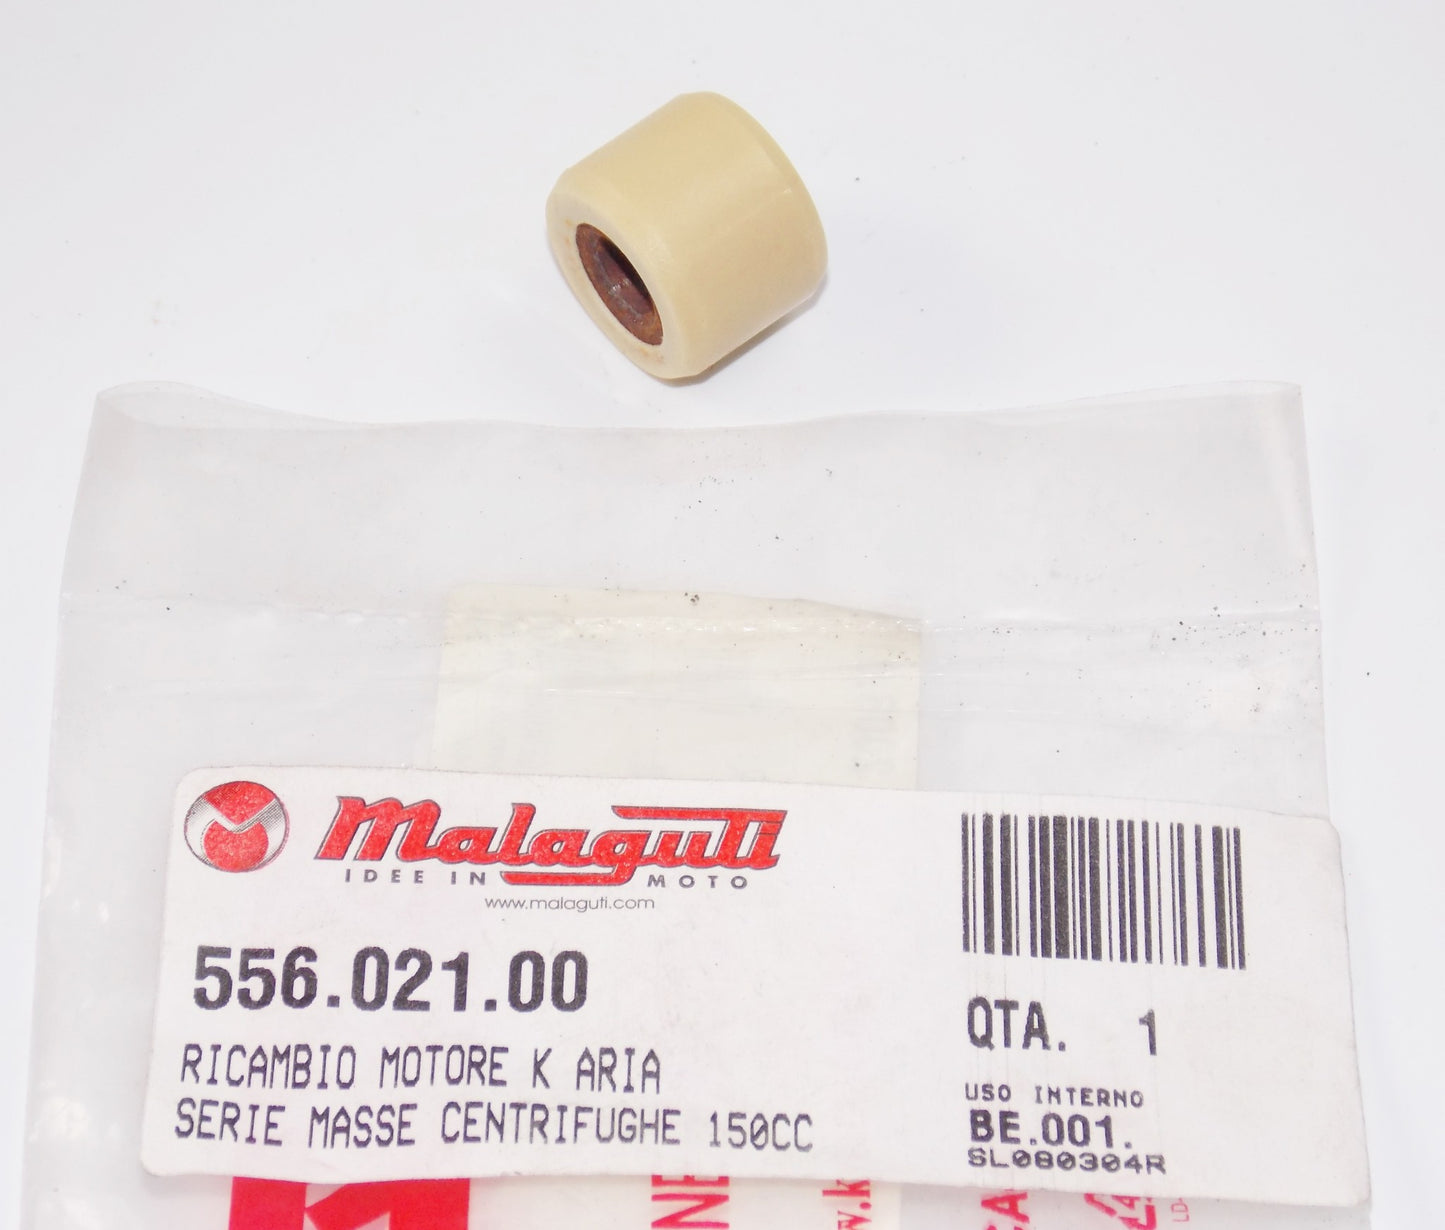 Malaguti
IDEE IN MOTO
www.malaguti.com
556.021.00
RICAMBIO MOTORE K ARIA
SERIE MASSE CENTRIFUGHE 150CC
QTA. 1
USO INTERNO
BE.001.
SL080304R